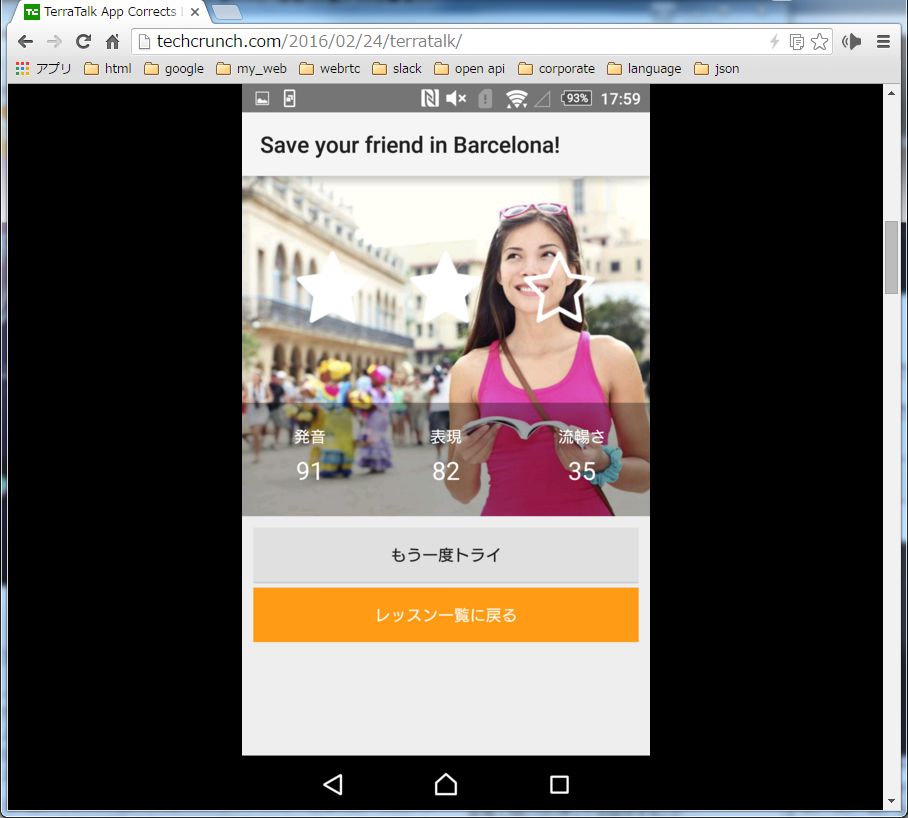 TerraTalk App Corrects
techcrunch.com/2016/02/24/terratalk/
アプリ html google my_web webrtc slack open api corporate language json
93% 17:59
Save your friend in Barcelona!
発音 表現 流暢さ
91 82 35
もう一度トライ
レッスン一覧に戻る